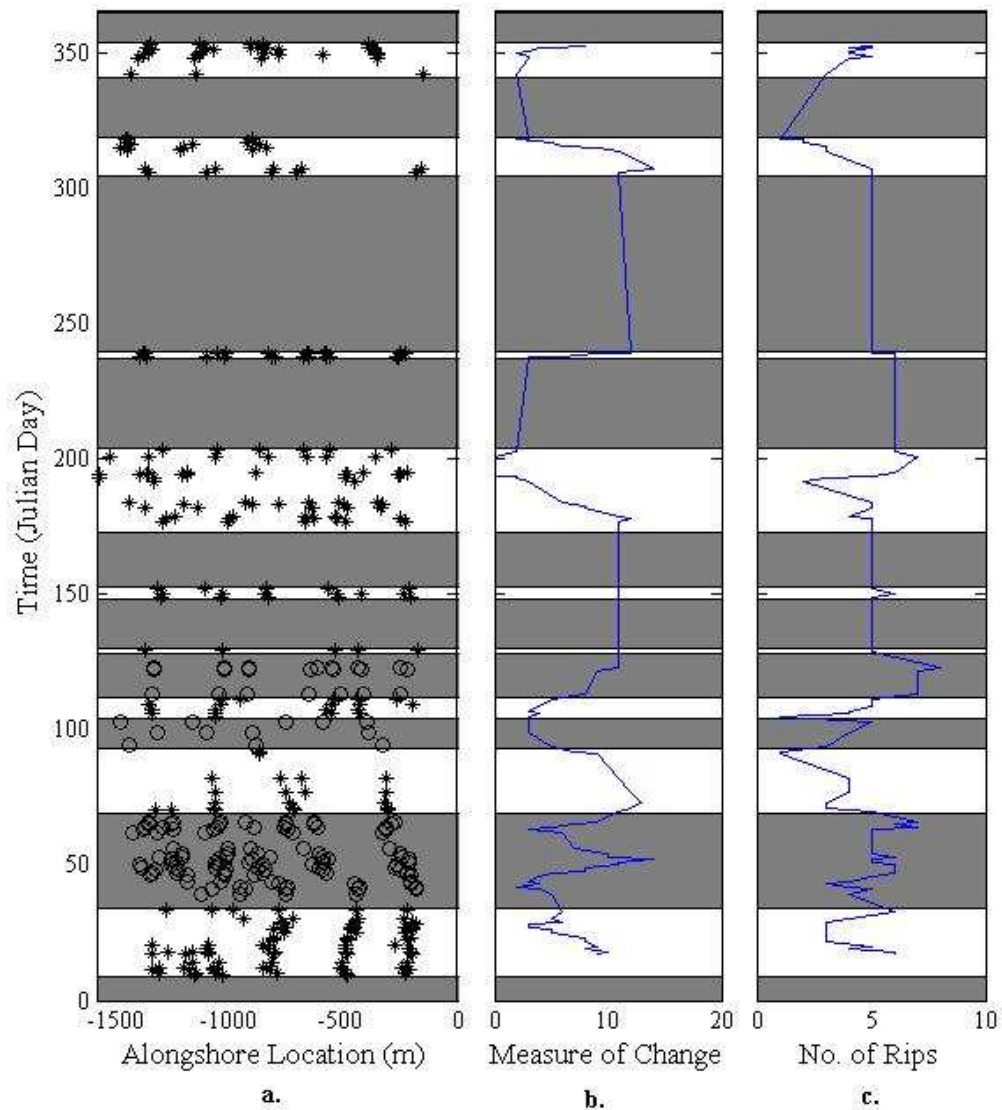 350
300
250
200
150
100
50
0
Time (Julian Day)
-1500 -1000 -500 0
0 10 20
0 5 10
Alongshore Location (m)
Measure of Change
No. of Rips
a.
b.
c.